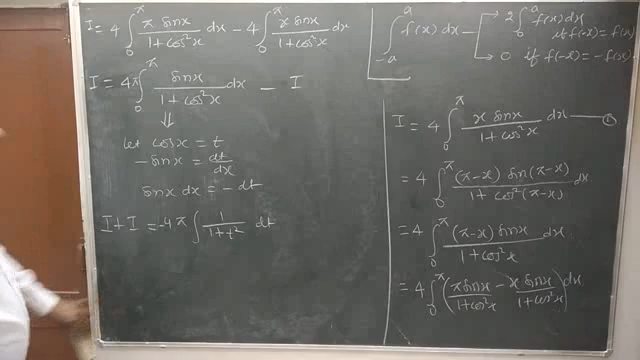 I = 4 ∫₀^π π sinx / (1+cos²x) dx − 4 ∫₀^π x sinx / (1+cos²x) dx
I = 4π ∫₀^π sinx / (1+cos²x) dx − I
⇓
let cosx = t
−sinx = dt/dx
sinx dx = −dt
I+I = −4π ∫ 1/(1+t²) dt
∫₋ₐ^a f(x) dx → 2∫₀^a f(x) dx
if f(-x) = f(x)
→ 0 if f(-x) = −f(x)
I = 4 ∫₀^π x sinx / (1+cos²x) dx — ①
= 4 ∫₀^π (π-x) sin(π-x) / (1+cos²(π-x)) dx
= 4 ∫₀^π (π-x) sinx / (1+cos²x) dx
= 4 ∫₀^π (π sinx / (1+cos²x) − x sinx / (1+cos²x)) dx